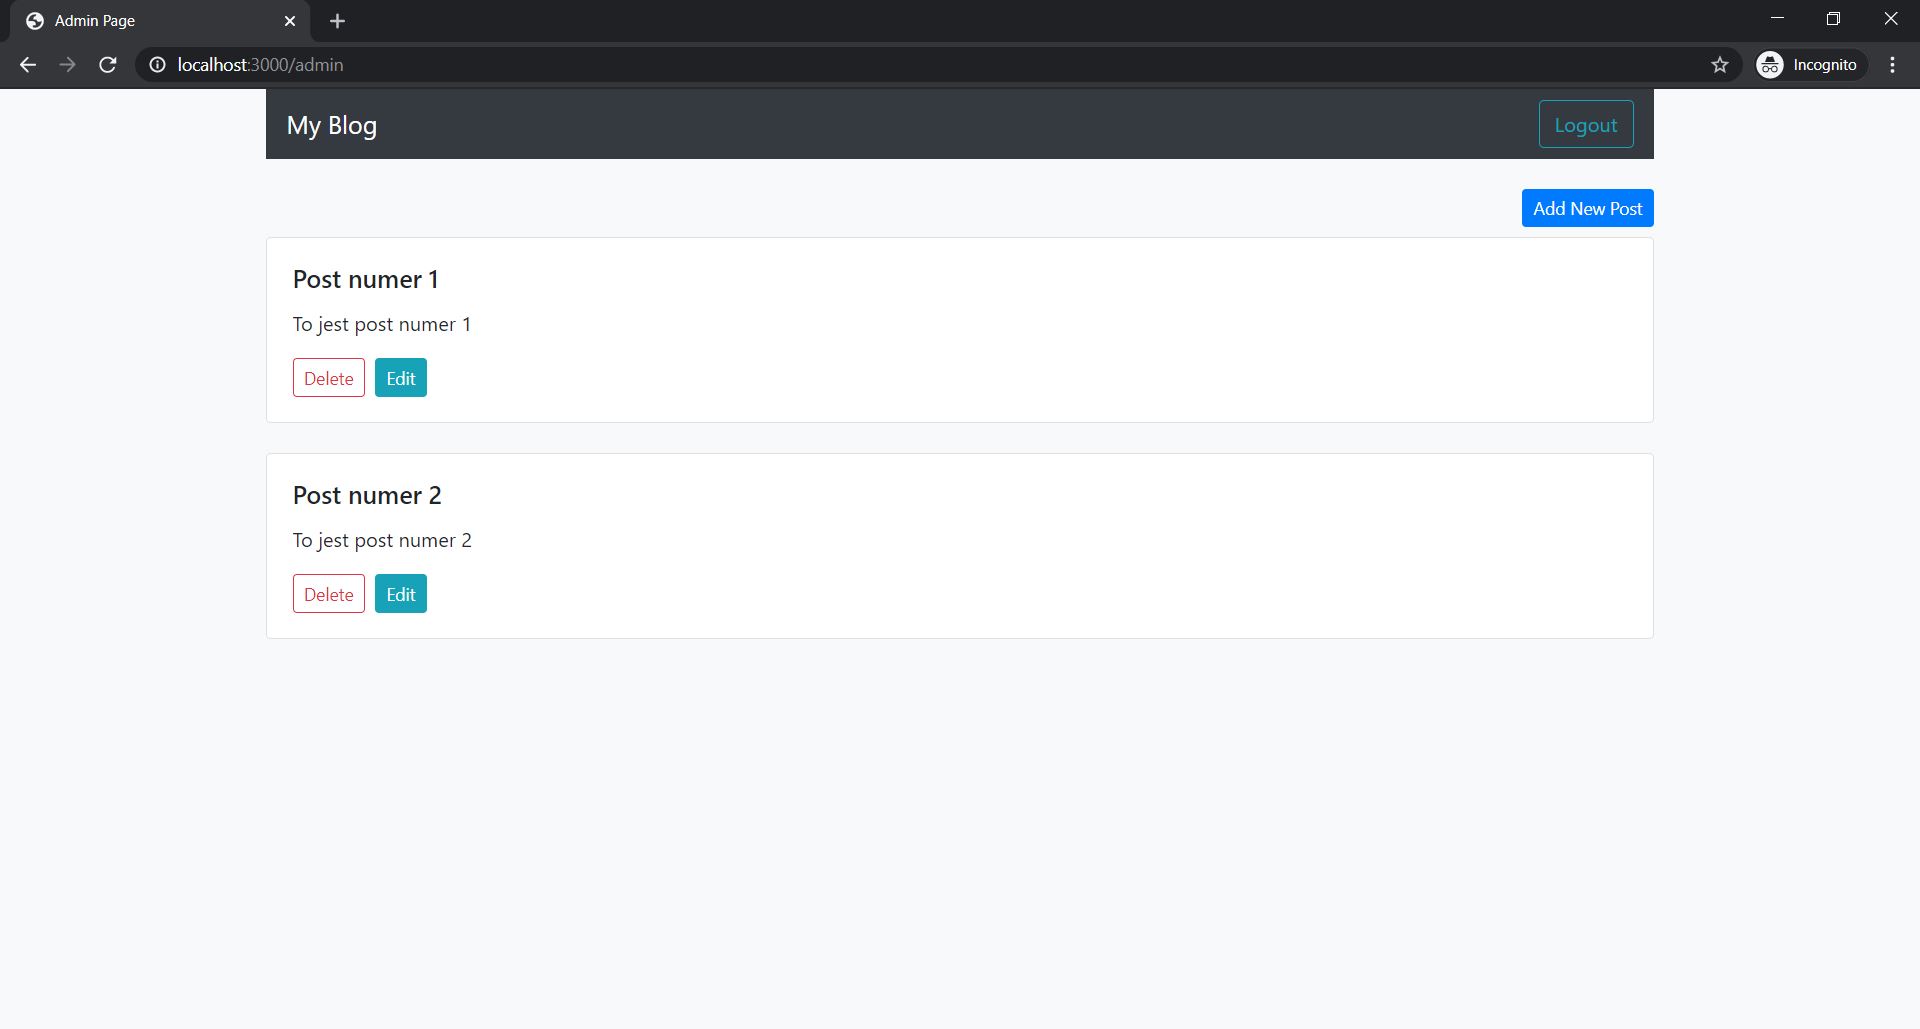 Admin Page
localhost:3000/admin
Incognito
My Blog
Logout
Add New Post
Post numer 1
To jest post numer 1
Delete Edit
Post numer 2
To jest post numer 2
Delete Edit